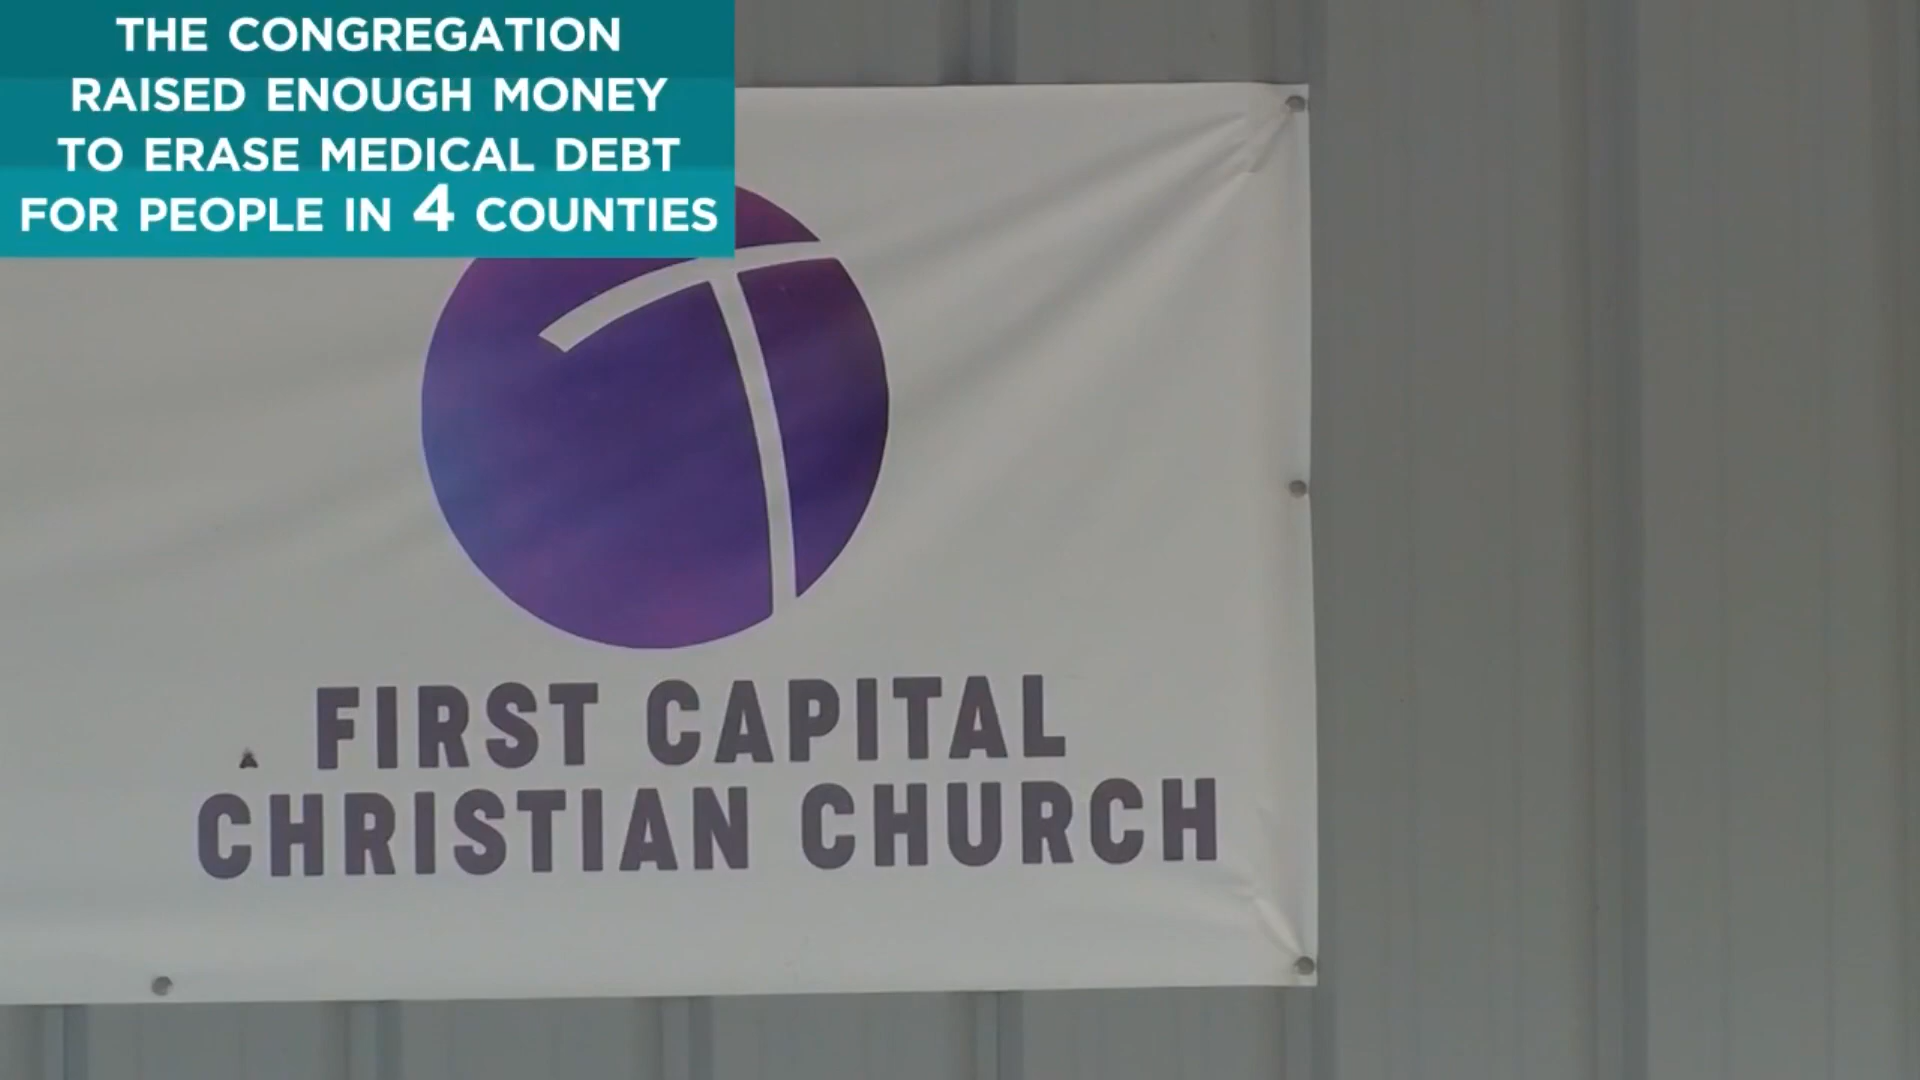 THE CONGREGATION
RAISED ENOUGH MONEY
TO ERASE MEDICAL DEBT
FOR PEOPLE IN 4 COUNTIES
FIRST CAPITAL
CHRISTIAN CHURCH